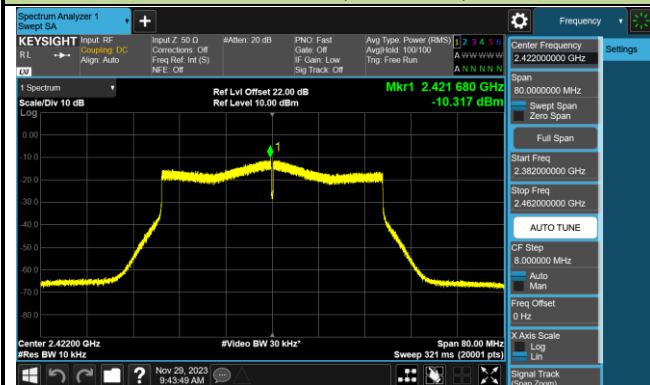 Spectrum Analyzer 1
Swept SA
+
Frequency
KEYSIGHT
Input: RF
Coupling: DC
Align: Auto
Input Z: 50 Ω
Corrections: Off
Freq Ref: Int (S)
NFE: Off
#Atten: 20 dB
PNO: Fast
Gate: Off
IF Gain: Low
Sig Track: Off
Avg Type: Power (RMS)
Avg|Hold: 100/100
Trig: Free Run
1 2 3 4 5 6
A W W W W W
A N N N N N
R L
LXI
1 Spectrum
Scale/Div 10 dB
Log
Ref Lvl Offset 22.00 dB
Ref Level 10.00 dBm
Mkr1 2.421 680 GHz
-10.317 dBm
1
0.00
-10.0
-20.0
-30.0
-40.0
-50.0
-60.0
-70.0
-80.0
Center 2.42200 GHz
#Res BW 10 kHz
#Video BW 30 kHz*
Span 80.00 MHz
Sweep 321 ms (20001 pts)
Nov 29, 2023
9:43:49 AM
?
Center Frequency
2.422000000 GHz
Settings
Span
80.0000000 MHz
Swept Span
Zero Span
Full Span
Start Freq
2.382000000 GHz
Stop Freq
2.462000000 GHz
AUTO TUNE
CF Step
8.000000 MHz
Auto
Man
Freq Offset
0 Hz
X Axis Scale
Log
Lin
Signal Track
(Span Zoom)